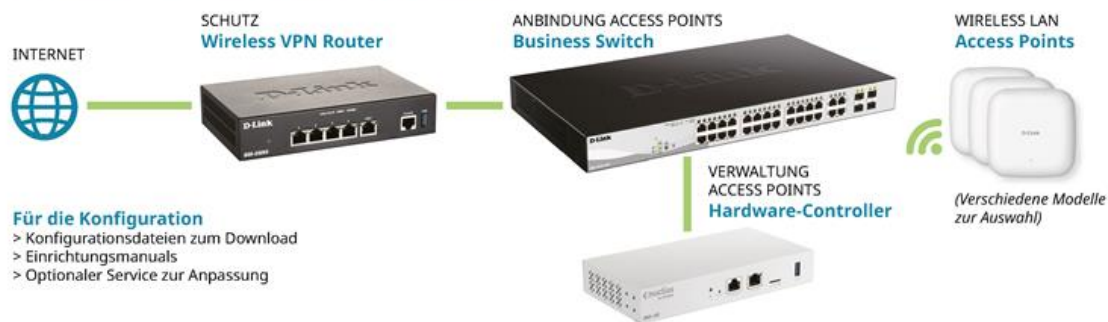 INTERNET
SCHUTZ
Wireless VPN Router
ANBINDUNG ACCESS POINTS
Business Switch
WIRELESS LAN
Access Points
D-Link
D-Link
D-Link
VERWALTUNG
ACCESS POINTS
Hardware-Controller
(Verschiedene Modelle
zur Auswahl)
Für die Konfiguration
> Konfigurationsdateien zum Download
> Einrichtungsmanuals
> Optionaler Service zur Anpassung